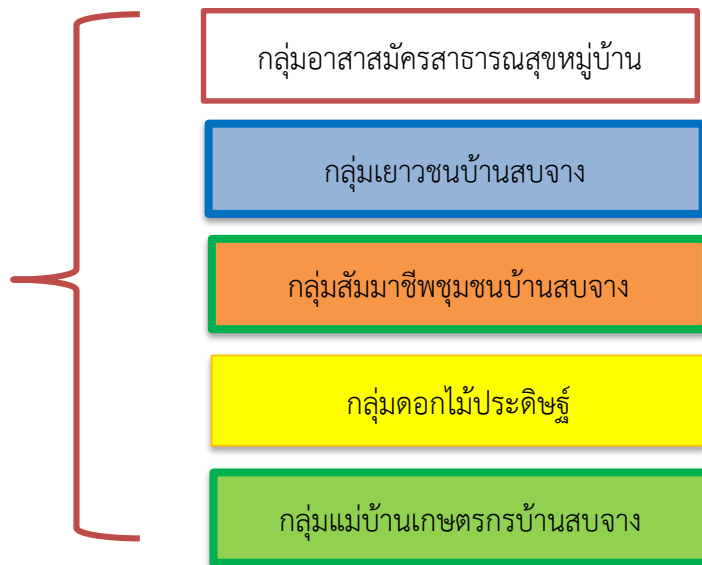 กลุ่มอาสาสมัครสาธารณสุขหมู่บ้าน
กลุ่มเยาวชนบ้านสบจาง
กลุ่มสัมมาชีพชุมชนบ้านสบจาง
กลุ่มดอกไม้ประดิษฐ์
กลุ่มแม่บ้านเกษตรกรบ้านสบจาง